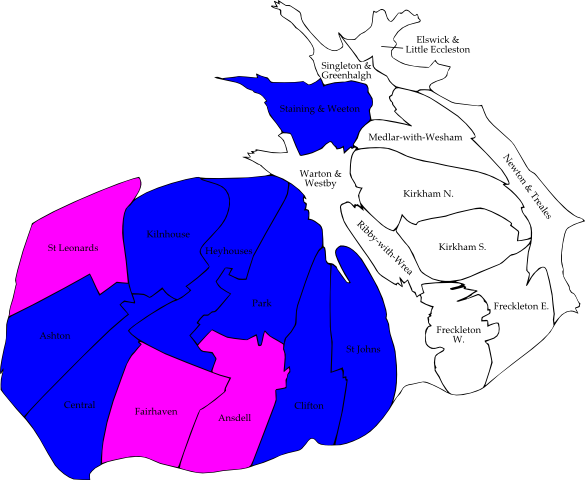 Elswick &
Little Eccleston
Singleton &
Greenhalgh
Staining & Weeton
Medlar-with-Wesham
Newton & Treales
Warton &
Westby
Kirkham N.
St Leonards
Kilnhouse
Heyhouses
Ribby-with-Wrea
Kirkham S.
Park
Freckleton E.
Ashton
Freckleton
W.
St Johns
Central
Fairhaven
Ansdell
Clifton